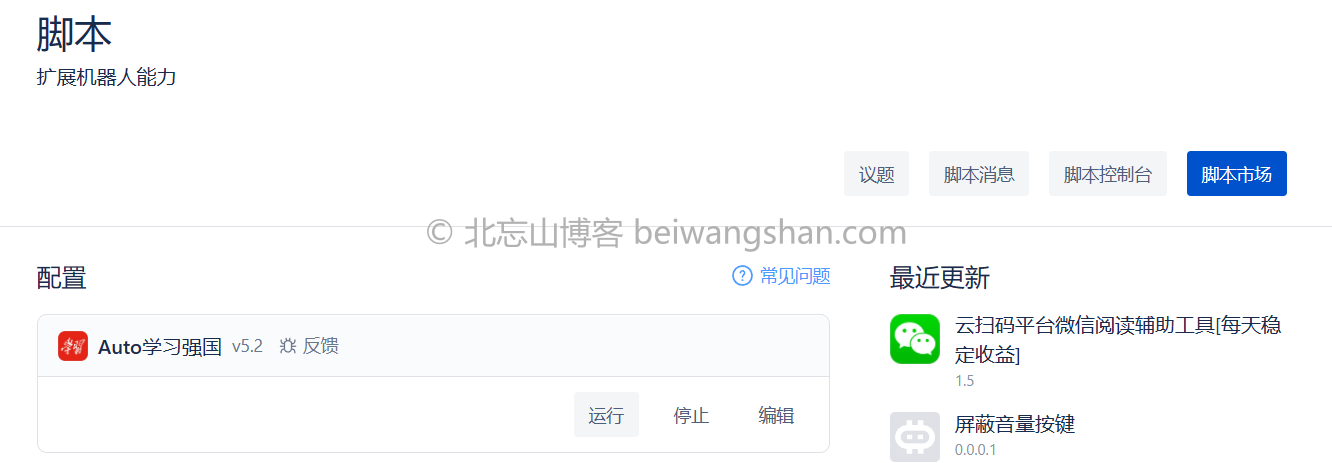 脚本
扩展机器人能力
议题 脚本消息 脚本控制台 脚本市场
© 北忘山博客 beiwangshan.com
配置
? 常见问题
Auto学习强国 v5.2 反馈
运行 停止 编辑
最近更新
云扫码平台微信阅读辅助工具[每天稳
定收益]
1.5
屏蔽音量按键
0.0.0.1